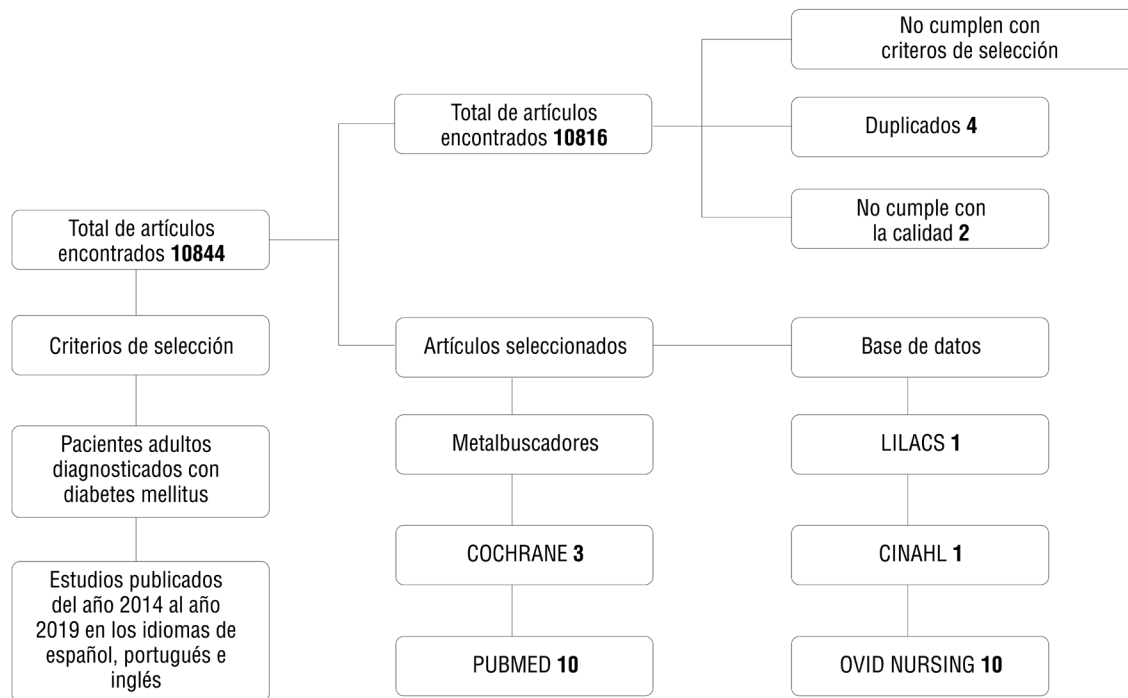 Total de artículos
encontrados 10844
Criterios de selección
Pacientes adultos
diagnosticados con
diabetes mellitus
Estudios publicados
del año 2014 al año
2019 en los idiomas de
español, portugués e
inglés
Total de artículos
encontrados 10816
No cumplen con
criteros de selección
Duplicados 4
No cumple con
la calidad 2
Artículos seleccionados
Metalbuscadores
COCHRANE 3
PUBMED 10
Base de datos
LILACS 1
CINAHL 1
OVID NURSING 10